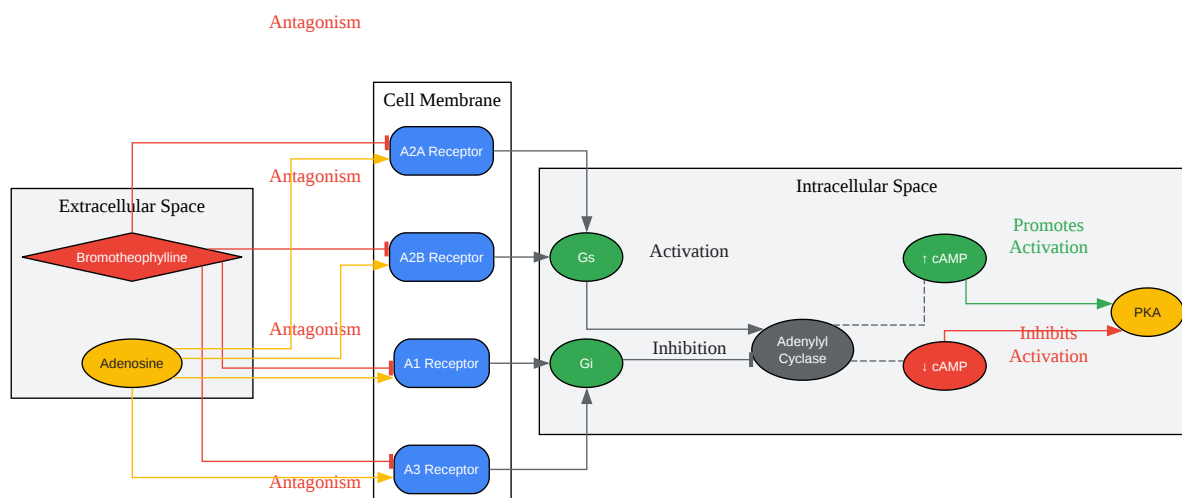 Antagonism
Cell Membrane
A2A Receptor
Antagonism
Extracellular Space
Bromotheophylline
A2B Receptor
Antagonism
Adenosine
A1 Receptor
A3 Receptor
Antagonism
Intracellular Space
Gs
Activation
Gi
Inhibition
Adenylyl
Cyclase
↑ cAMP
Promotes
Activation
↓ cAMP
Inhibits
Activation
PKA